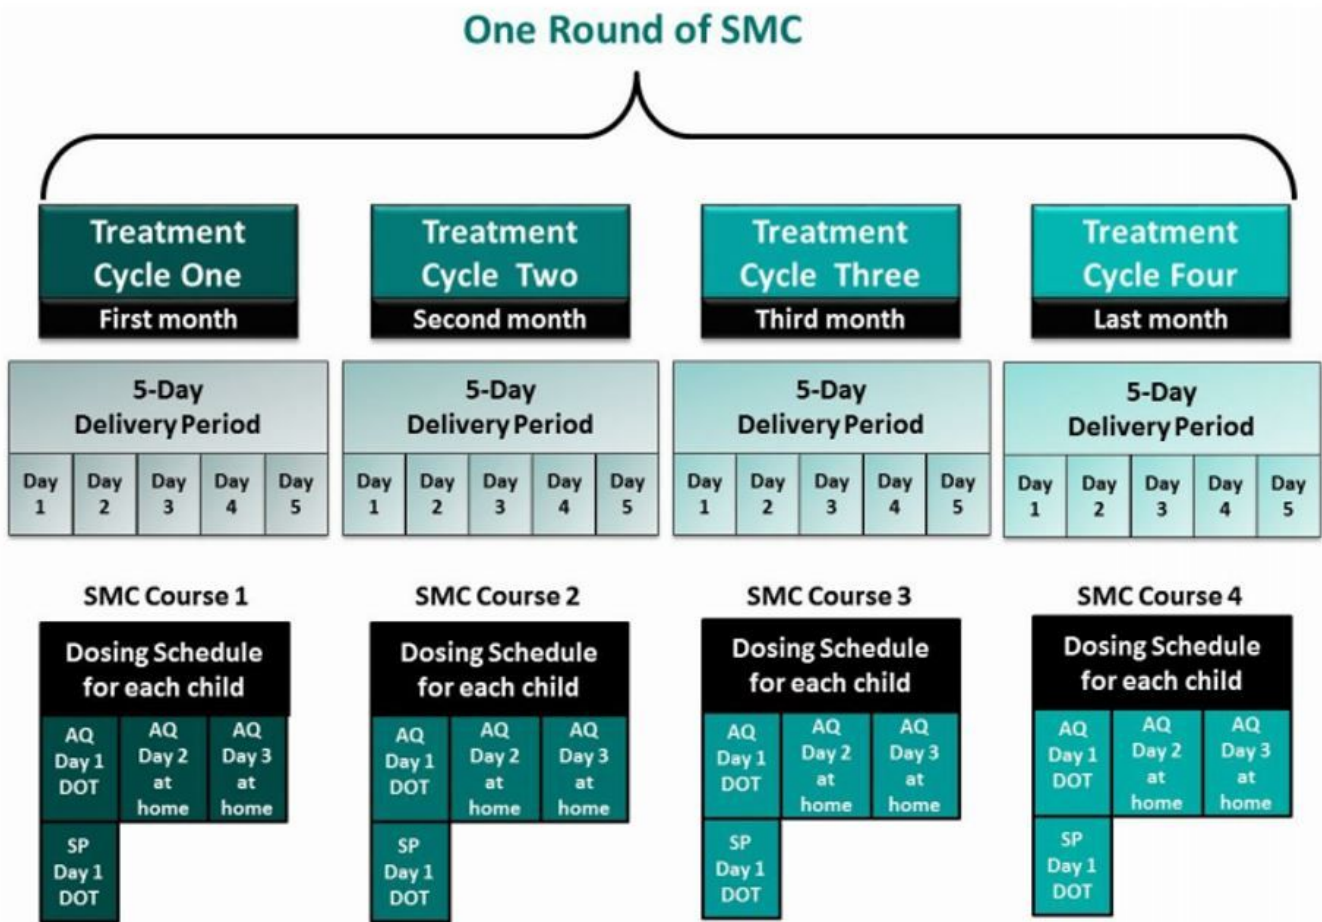 One Round of SMC
Treatment
Cycle One
First month
Treatment
Cycle Two
Second month
Treatment
Cycle Three
Third month
Treatment
Cycle Four
Last month
5-Day
Delivery Period
Day
1
Day
2
Day
3
Day
4
Day
5
5-Day
Delivery Period
Day
1
Day
2
Day
3
Day
4
Day
5
5-Day
Delivery Period
Day
1
Day
2
Day
3
Day
4
Day
5
5-Day
Delivery Period
Day
1
Day
2
Day
3
Day
4
Day
5
SMC Course 1
Dosing Schedule
for each child
AQ
Day 1
DOT
AQ
Day 2
at
home
AQ
Day 3
at
home
SP
Day 1
DOT
SMC Course 2
Dosing Schedule
for each child
AQ
Day 1
DOT
AQ
Day 2
at
home
AQ
Day 3
at
home
SP
Day 1
DOT
SMC Course 3
Dosing Schedule
for each child
AQ
Day 1
DOT
AQ
Day 2
at
home
AQ
Day 3
at
home
SP
Day 1
DOT
SMC Course 4
Dosing Schedule
for each child
AQ
Day 1
DOT
AQ
Day 2
at
home
AQ
Day 3
at
home
SP
Day 1
DOT